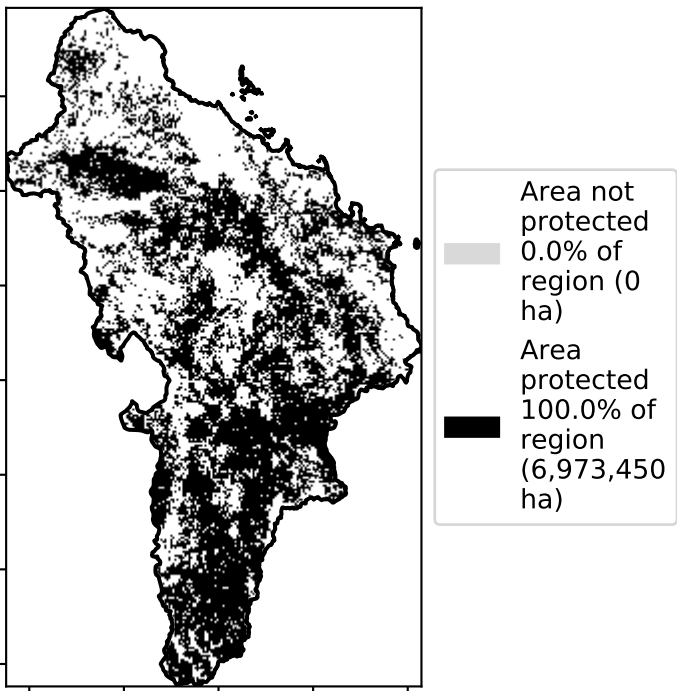 Area not
protected
0.0% of
region (0
ha)
Area
protected
100.0% of
region
(6,973,450
ha)